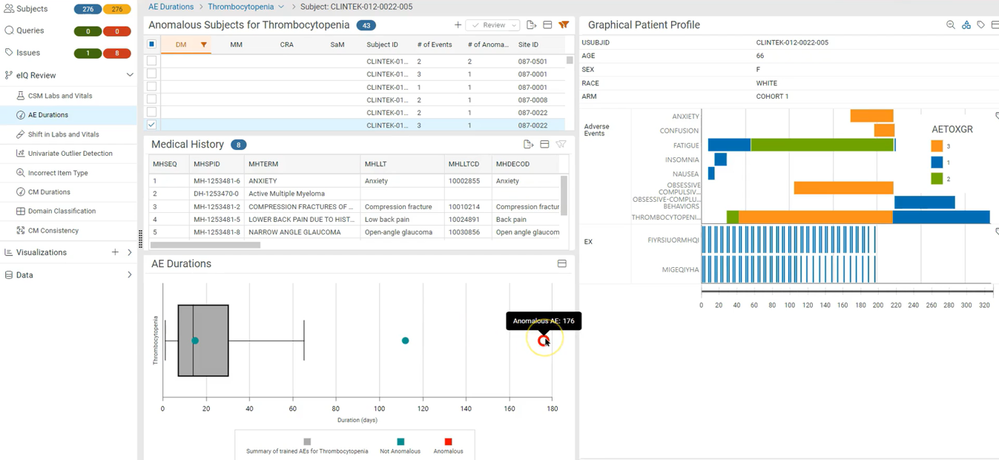 Subjects 276 276
Queries 0 0
Issues 1 8
eIQ Review
CSM Labs and Vitals
AE Durations
Shift in Labs and Vitals
Univariate Outlier Detection
Incorrect Item Type
CM Durations
Domain Classification
CM Consistency
Visualizations
Data
AE Durations > Thrombocytopenia > Subject: CLINTEK-012-0022-005
Anomalous Subjects for Thrombocytopenia 43
Review
DM MM CRA SaM Subject ID # of Events # of Anoma... Site ID
CLINTEK-01... 2 2 087-0501
CLINTEK-01... 3 1 087-0001
CLINTEK-01... 1 1 087-0001
CLINTEK-01... 2 1 087-0008
CLINTEK-01... 2 1 087-0022
CLINTEK-01... 3 1 087-0022
Medical History 8
MHSEQ MHSPID MHTERM MHLLT MHLLTCD MHDECOD
1 MH-1253481-6 ANXIETY Anxiety 10002855 Anxiety
2 DH-1253470-0 Active Multiple Myeloma
3 MH-1253481-2 COMPRESSION FRACTURES OF ... Compression fracture 10010214 Compression fractur
4 MH-1253481-5 LOWER BACK PAIN DUE TO HIST... Low back pain 10024891 Back pain
5 MH-1253481-8 NARROW ANGLE GLAUCOMA Open-angle glaucoma 10030856 Open angle glaucom
AE Durations
Anomalous AE: 176
Thrombocytopenia
0 20 40 60 80 100 120 140 160 180
Duration (days)
Summary of trained AEs for Thrombocytopenia Not Anomalous Anomalous
Graphical Patient Profile
USUBJID CLINTEK-012-0022-005
AGE 66
SEX F
RACE WHITE
ARM COHORT 1
Adverse
Events
ANXIETY
CONFUSION
FATIGUE
INSOMNIA
NAUSEA
OBSESSIVE
COMPULSIV...
OBSESSIVE-COMPLU...
BEHAVIORS
THROMBOCYTOPENI...
AETOXGR
3
1
2
EX
FIYRSIUORMHQI
MIGEQIYHA
0 20 40 60 80 100 120 140 160 180 200 220 240 260 280 300 320